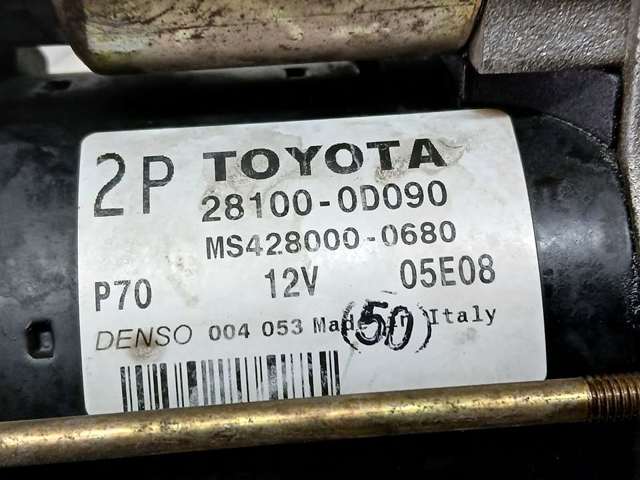 2P TOYOTA
28100-0D090
MS428000-0680
P70 12V 05E08
DENSO 004 053 Made in Italy
(50)